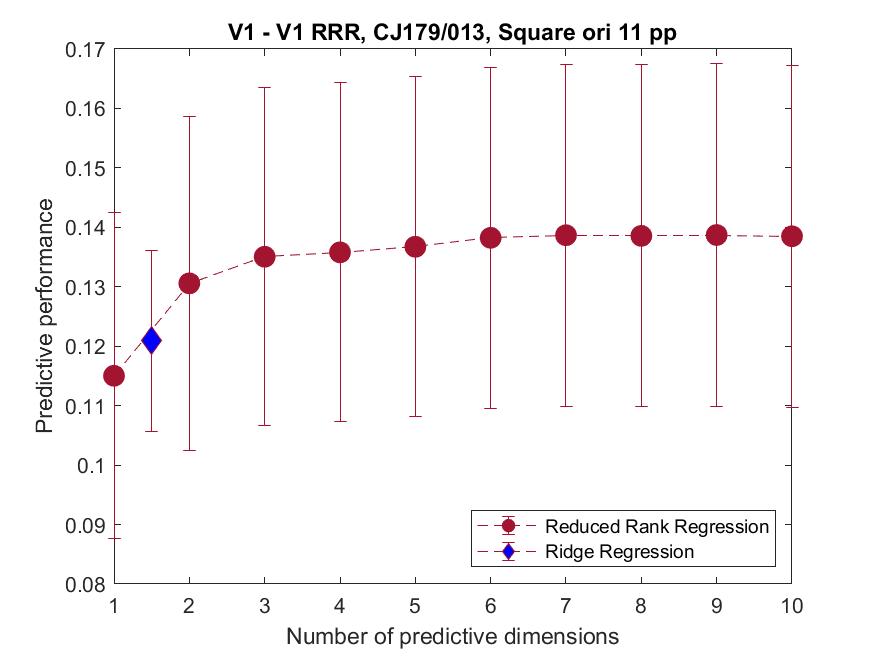 V1 - V1 RRR, CJ179/013, Square ori 11 pp
0.17
0.16
0.15
0.14
0.13
0.12
0.11
0.1
0.09
0.08
Predictive performance
Reduced Rank Regression
Ridge Regression
1 2 3 4 5 6 7 8 9 10
Number of predictive dimensions